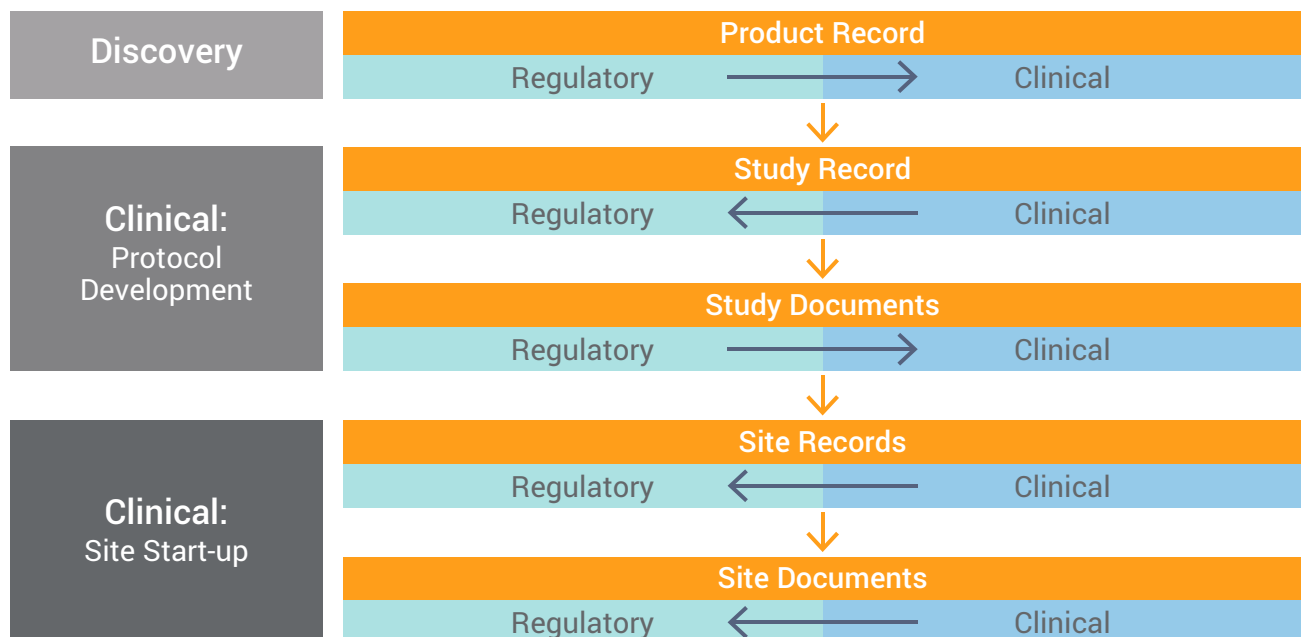 Discovery
Product Record
Regulatory
Clinical
Clinical:
Protocol
Development
Study Record
Regulatory
Clinical
Study Documents
Regulatory
Clinical
Clinical:
Site Start-up
Site Records
Regulatory
Clinical
Site Documents
Regulatory
Clinical